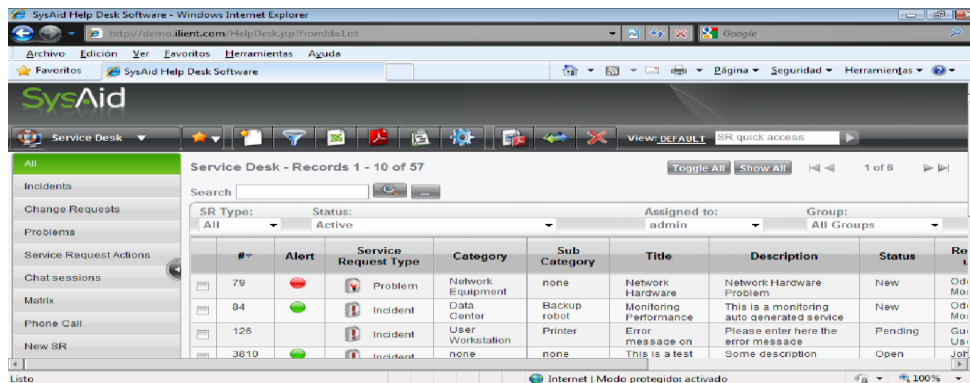 SysAid Help Desk Software - Windows Internet Explorer
http://demo.ilient.com/HelpDesk.jsp?fromId=List
Google
Archivo Edición Ver Favoritos Herramientas Ayuda
Favoritos SysAid Help Desk Software Página Seguridad Herramientas
SysAid
Service Desk View: DEFAULT SR quick access
All
Incidents
Change Requests
Problems
Service Request Actions
Chat sessions
Matrix
Phone Call
New SR
Service Desk - Records 1 - 10 of 57 Toggle All Show All 1 of 6
Search ...
SR Type: Status: Assigned to: Group:
All Active admin All Groups
# Alert Service Request Type Category Sub Category Title Description Status
79 Problem Network Equipment none Network Hardware Network Hardware Problem New
84 Incident Data Center Backup robot Monitoring Performance This is a monitoring auto generated service New
126 Incident User Workstation Printer Error message on Please enter here the error message Pending
3810 Incident none none This is a test Some description Open
Listo Internet | Modo protegido: activado 100%